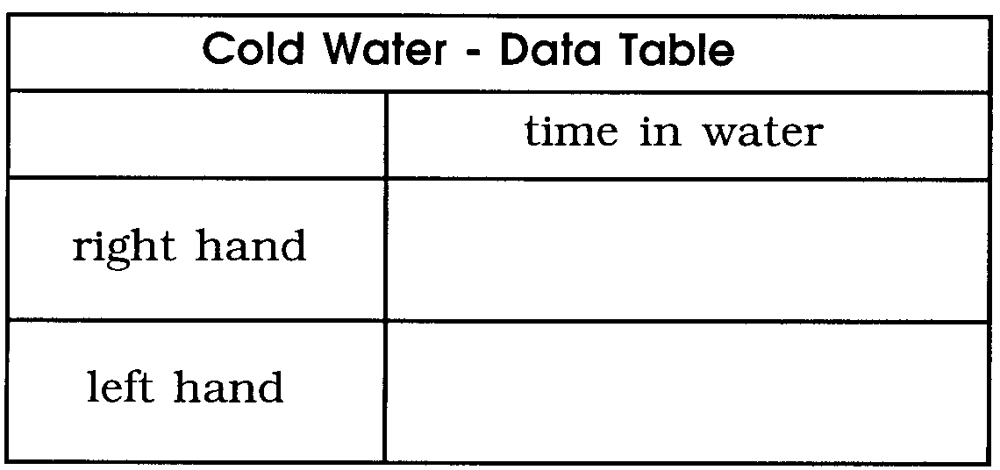 Cold Water - Data Table
time in water
right hand
left hand